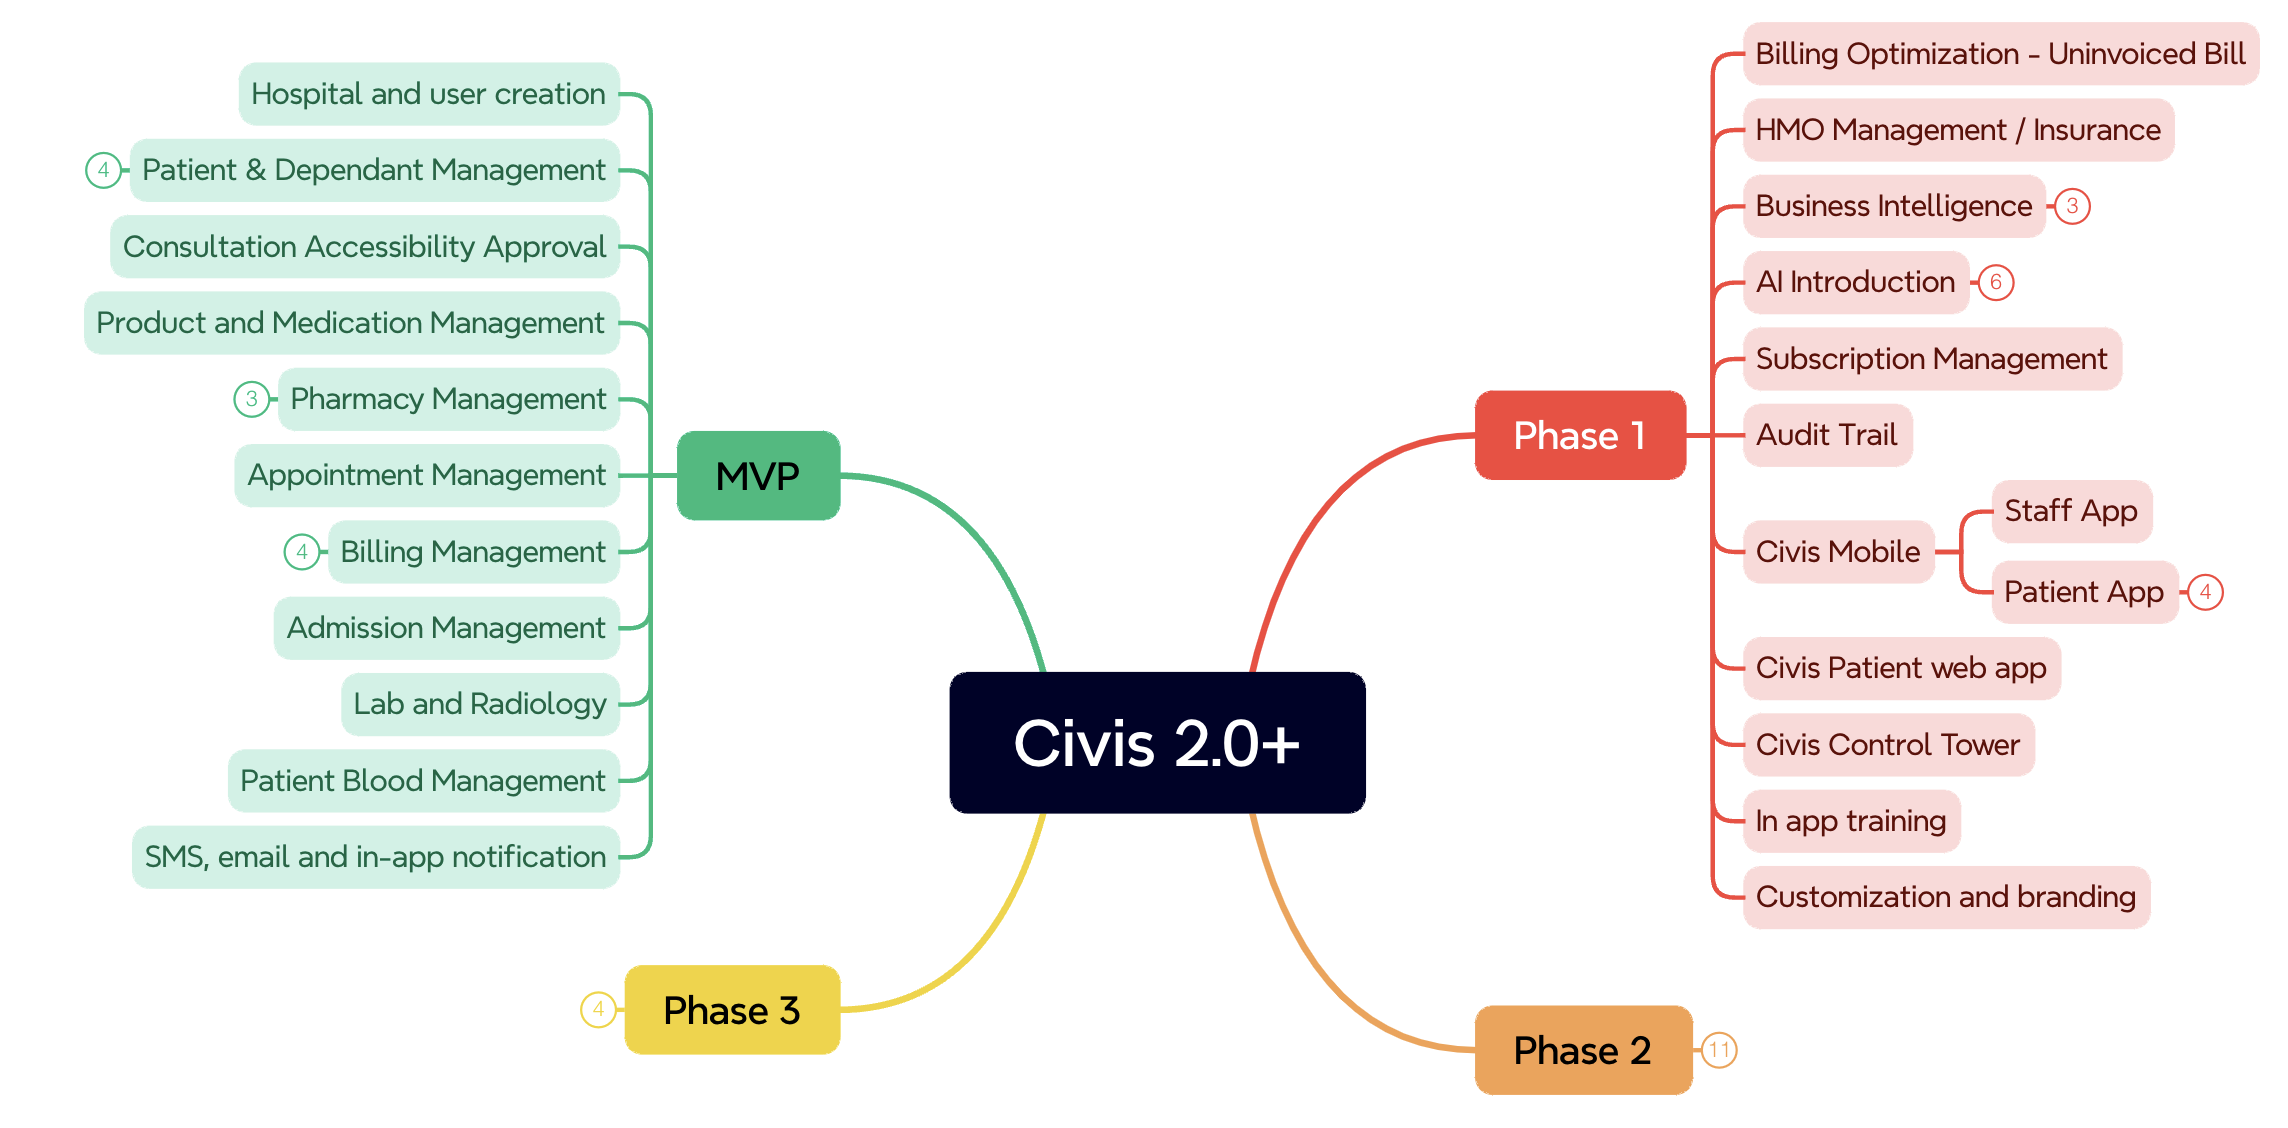 Civis 2.0+
MVP
Hospital and user creation
Patient & Dependant Management
4
Consultation Accessibility Approval
Product and Medication Management
Pharmacy Management
3
Appointment Management
Billing Management
4
Admission Management
Lab and Radiology
Patient Blood Management
SMS, email and in-app notification
Phase 1
Billing Optimization - Uninvoiced Bill
HMO Management / Insurance
Business Intelligence
3
AI Introduction
6
Subscription Management
Audit Trail
Civis Mobile
Staff App
Patient App
4
Civis Patient web app
Civis Control Tower
In app training
Customization and branding
Phase 2
11
Phase 3
4